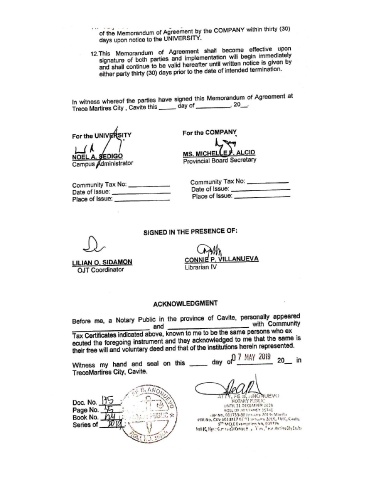 of the Memorandum of Agreement by the COMPANY within thirty (30)
days upon notice to the UNIVERSITY.
12.This Memorandum of Agreement shall become effective upon
signature of both parties and implementation will begin immediately
and shall continue to be valid hereafter until written notice is given by
either party thirty (30) days prior to the date of intended termination.
In witness whereof the parties have signed this Memorandum of Agreement at
Trece Martires City , Cavite this _____ day of __________, 20__.
For the UNIVERSITY
For the COMPANY
NOEL A. SEDIGO
MS. MICHELLE F. ALCID
Campus Administrator
Provincial Board Secretary
Community Tax No: __________
Community Tax No: __________
Date of Issue: __________
Date of Issue: __________
Place of Issue: __________
Place of Issue: __________
SIGNED IN THE PRESENCE OF:
LILIAN O. SIDAMON
CONNIE P. VILLANUEVA
OJT Coordinator
Librarian IV
ACKNOWLEDGMENT
Before me, a Notary Public in the province of Cavite, personally appeared
__________ and __________ with Community
Tax Certificates indicated above, known to me to be the same persons who ex
ecuted the foregoing instrument and they acknowledged to me that the same is
their free will and voluntary deed and that of the institutions herein represented.
Witness my hand and seal on this _____ day of 07 MAY 2019 20__ in
TreceMartires City, Cavite.
Doc. No.
Page No.
Book No.
Series of
NOTARY PUBLIC